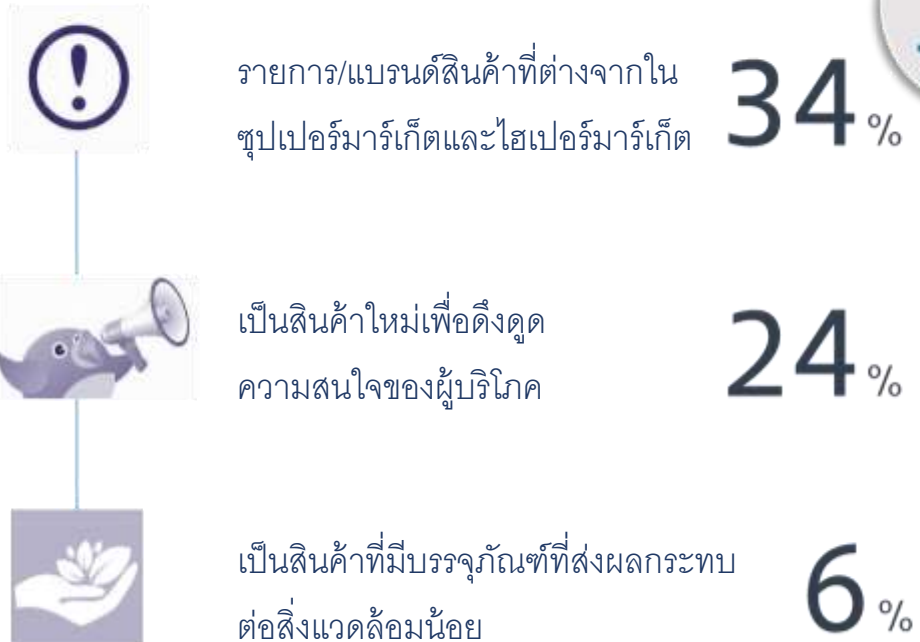 รายการ/แบรนด์สินค้าที่ต่างจากใน
ซุปเปอร์มาร์เก็ตและไฮเปอร์มาร์เก็ต
34%
เป็นสินค้าใหม่เพื่อดึงดูด
ความสนใจของผู้บริโภค
24%
เป็นสินค้าที่มีบรรจุภัณฑ์ที่ส่งผลกระทบ
ต่อสิ่งแวดล้อมน้อย
6%